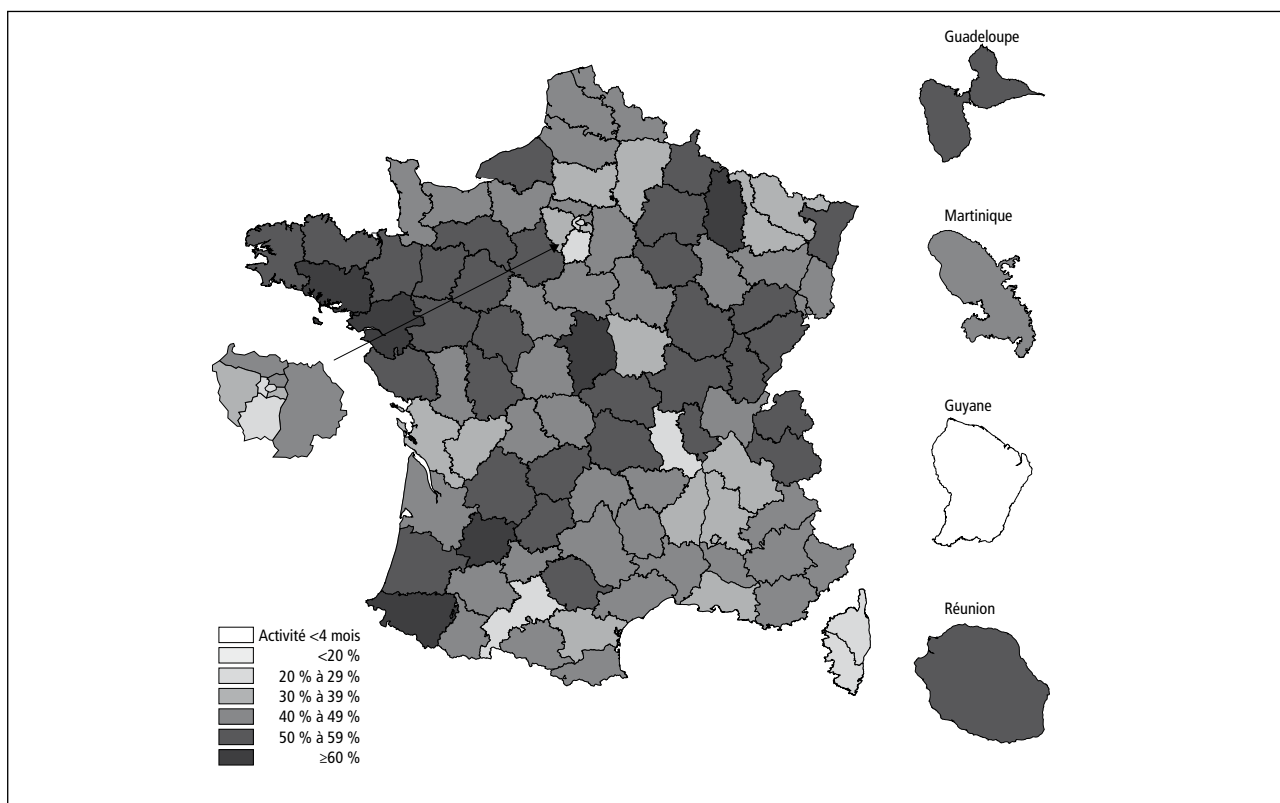 Guadeloupe
Martinique
Guyane
Réunion
Activité <4 mois
<20 %
20 % à 29 %
30 % à 39 %
40 % à 49 %
50 % à 59 %
≥60 %